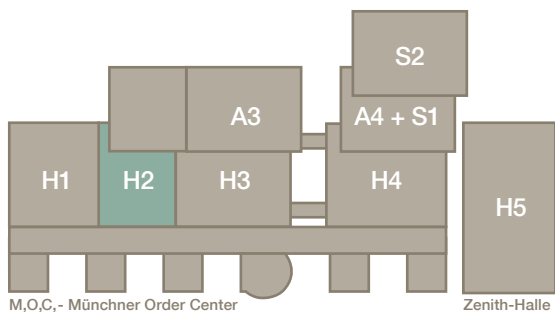 S2
A3
A4 + S1
H1
H2
H3
H4
H5
M,O,C,- Münchner Order Center
Zenith-Halle